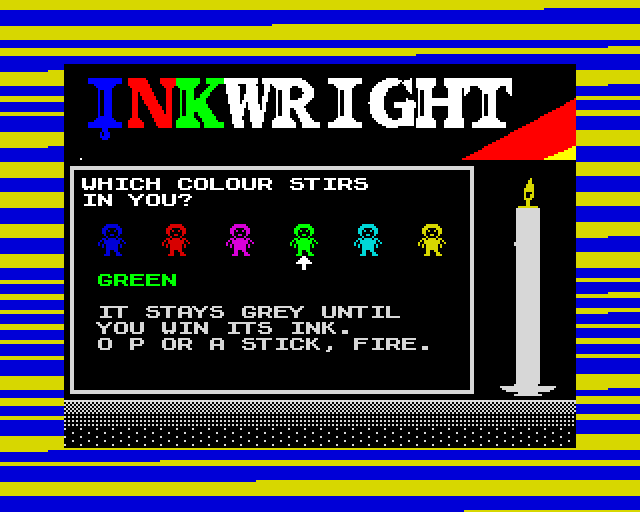 INKWRIGHT
WHICH COLOUR STIRS
IN YOU?
GREEN
IT STAYS GREY UNTIL
YOU WIN ITS INK.
O P OR A STICK, FIRE.